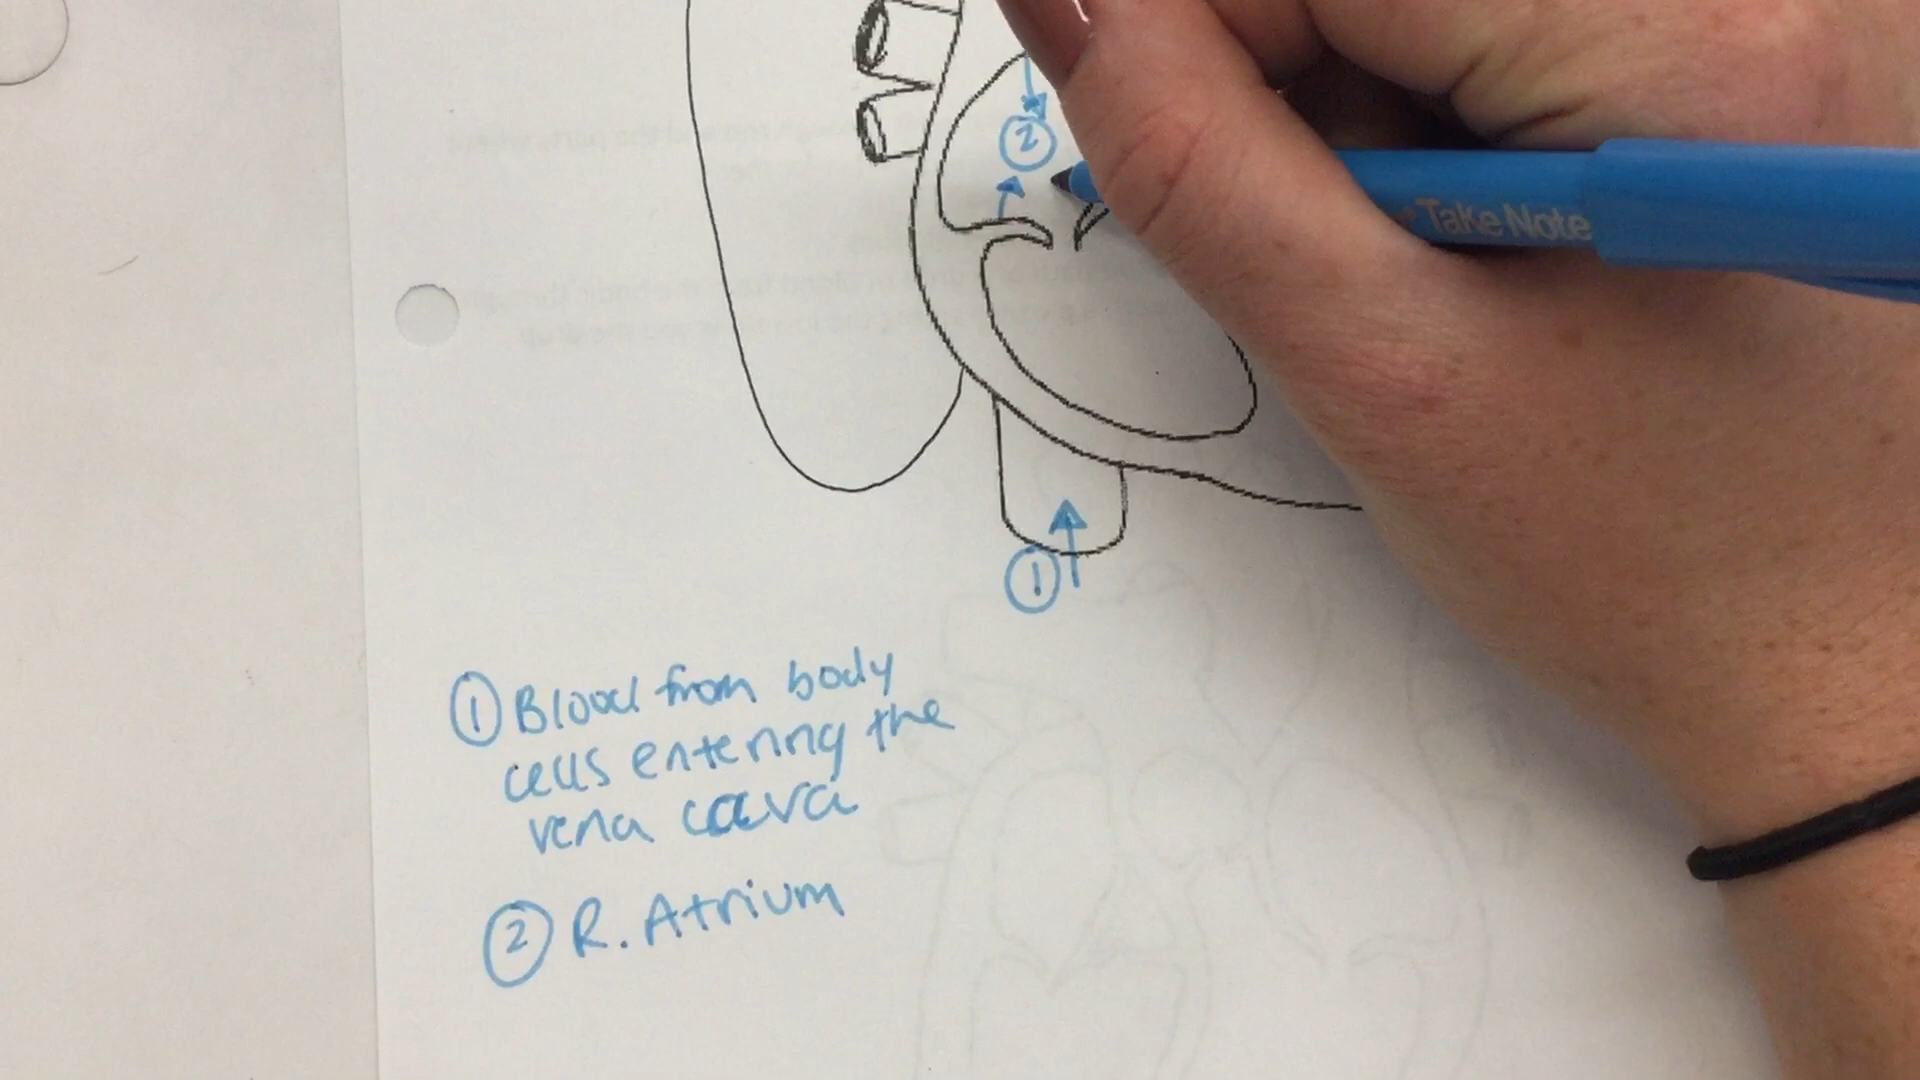 2
Take Note
1
1 Blood from body
cells entering the
vena cava
2 R. Atrium